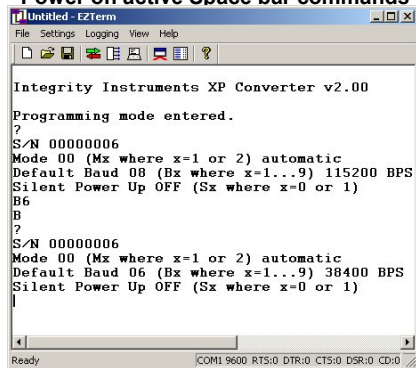 Power on active Space bar commands
Untitled - EZTerm
File Settings Logging View Help
Integrity Instruments XP Converter v2.00
Programming mode entered.
?
S/N 00000006
Mode 00 (Mx where x=1 or 2) automatic
Default Baud 08 (Bx where x=1...9) 115200 BPS
Silent Power Up OFF (Sx where x=0 or 1)
B6
B
?
S/N 00000006
Mode 00 (Mx where x=1 or 2) automatic
Default Baud 06 (Bx where x=1...9) 38400 BPS
Silent Power Up OFF (Sx where x=0 or 1)
Ready
COM1 9600 RTS:0 DTR:0 CTS:0 DSR:0 CD:0